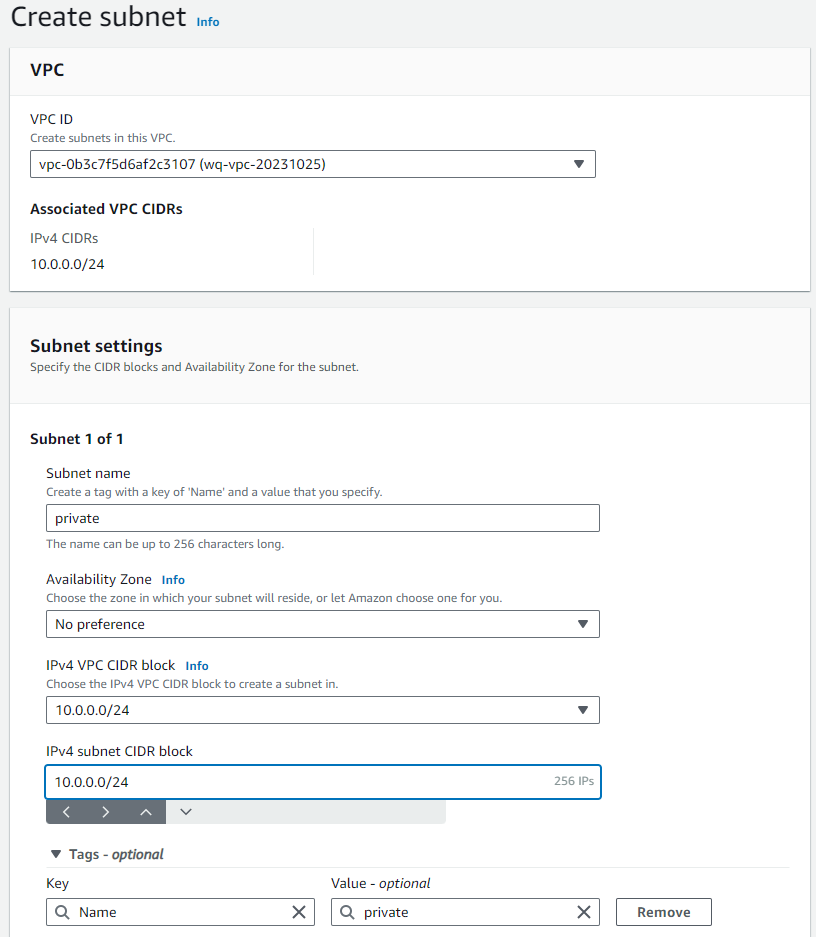 Create subnet Info
VPC
VPC ID
Create subnets in this VPC.
vpc-0b3c7f5d6af2c3107 (wq-vpc-20231025)
Associated VPC CIDRs
IPv4 CIDRs
10.0.0.0/24
Subnet settings
Specify the CIDR blocks and Availability Zone for the subnet.
Subnet 1 of 1
Subnet name
Create a tag with a key of 'Name' and a value that you specify.
private
The name can be up to 256 characters long.
Availability Zone Info
Choose the zone in which your subnet will reside, or let Amazon choose one for you.
No preference
IPv4 VPC CIDR block Info
Choose the IPv4 VPC CIDR block to create a subnet in.
10.0.0.0/24
IPv4 subnet CIDR block
10.0.0.0/24 256 IPs
Tags - optional
Key Value - optional
Name private Remove